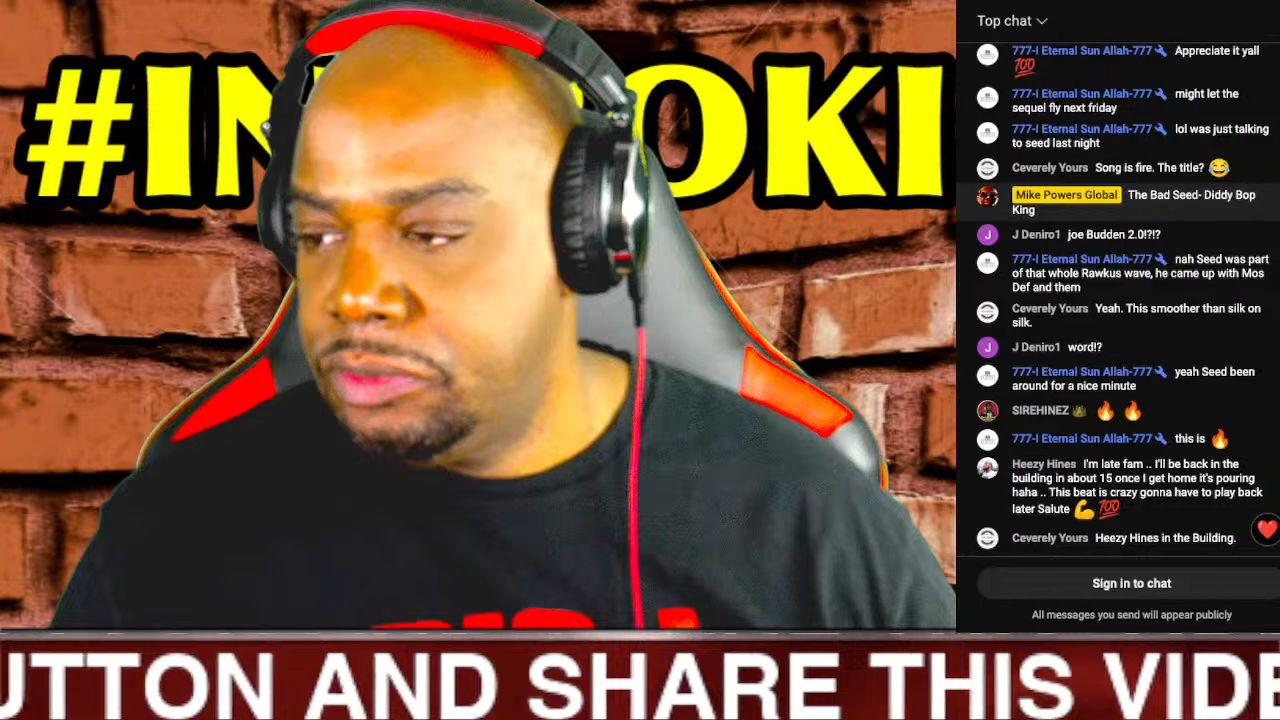 #IN OKI
Top chat
777-I Eternal Sun Allah-777 Appreciate it yall
💯
777-I Eternal Sun Allah-777 might let the
sequel fly next friday
777-I Eternal Sun Allah-777 lol was just talking
to seed last night
Ceverely Yours Song is fire. The title? 😂
Mike Powers Global The Bad Seed- Diddy Bop
King
J Deniro1 joe Budden 2.0!?!?
777-I Eternal Sun Allah-777 nah Seed was part
of that whole Rawkus wave, he came up with Mos
Def and them
Ceverely Yours Yeah. This smoother than silk on
silk.
J Deniro1 word!?
777-I Eternal Sun Allah-777 yeah Seed been
around for a nice minute
SIREHINEZ 🔥 🔥
777-I Eternal Sun Allah-777 this is 🔥
Heezy Hines I'm late fam .. I'll be back in the
building in about 15 once I get home it's pouring
haha .. This beat is crazy gonna have to play back
later Salute 💪 💯
Ceverely Yours Heezy Hines in the Building.
Sign in to chat
All messages you send will appear publicly
UTTON AND SHARE THIS VIDE